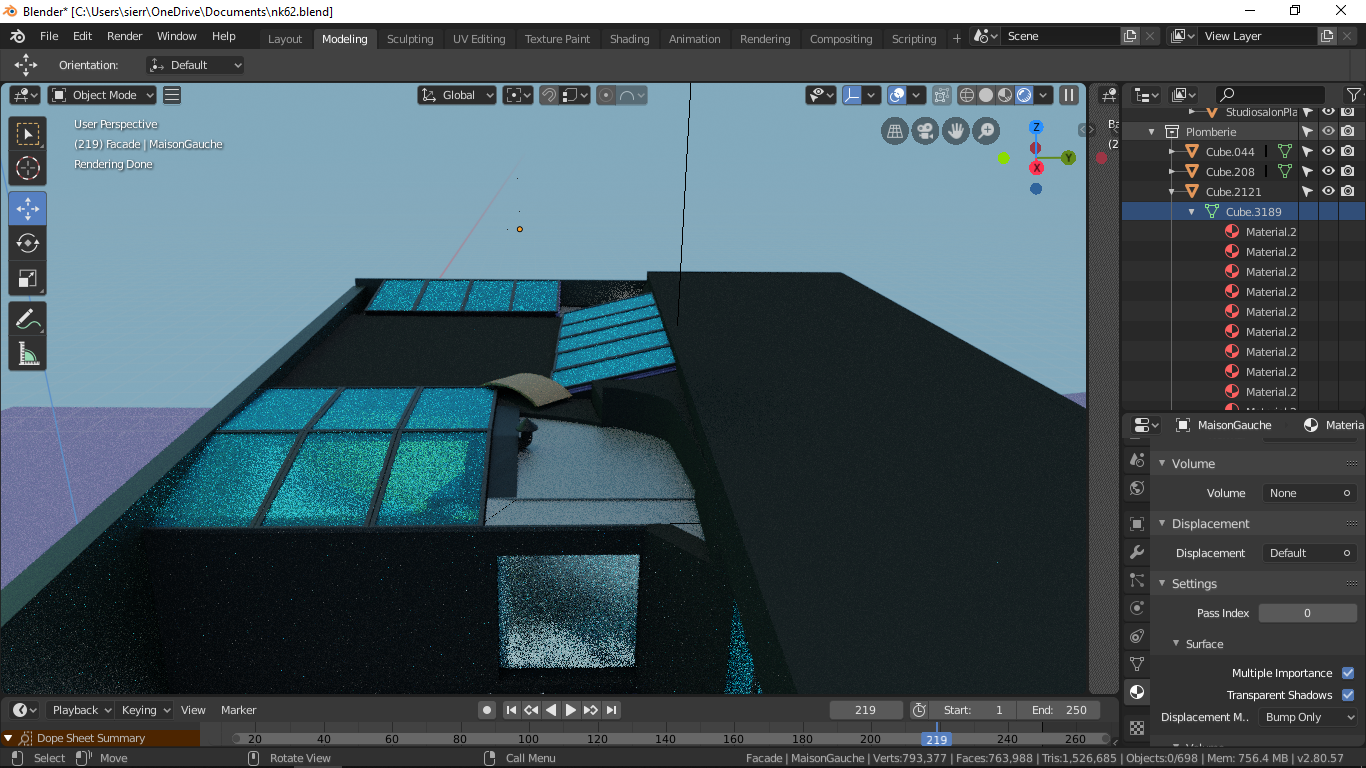 Blender* [C:\Users\sierr\OneDrive\Documents\nk62.blend]
File Edit Render Window Help Layout Modeling Sculpting UV Editing Texture Paint Shading Animation Rendering Compositing Scripting + Scene View Layer
Orientation: Default
Object Mode Global
User Perspective
(219) Facade | MaisonGauche
Rendering Done
Z
Y
X
Ba
(2
StudiosalonPla
Plomberie
Cube.044
Cube.208
Cube.2121
Cube.3189
Material.2
Material.2
Material.2
Material.2
Material.2
Material.2
Material.2
Material.2
Material.2
MaisonGauche Materia
Volume
Volume None
Displacement
Displacement Default
Settings
Pass Index 0
Surface
Multiple Importance
Transparent Shadows
Displacement M.. Bump Only
Playback Keying View Marker 219 Start: 1 End: 250
Dope Sheet Summary 20 40 60 80 100 120 140 160 180 200 219 240 260
Select Move Rotate View Call Menu Facade | MaisonGauche | Verts:793,377 | Faces:763,988 | Tris:1,526,685 | Objects:0/698 | Mem: 756.4 MB | v2.80.57